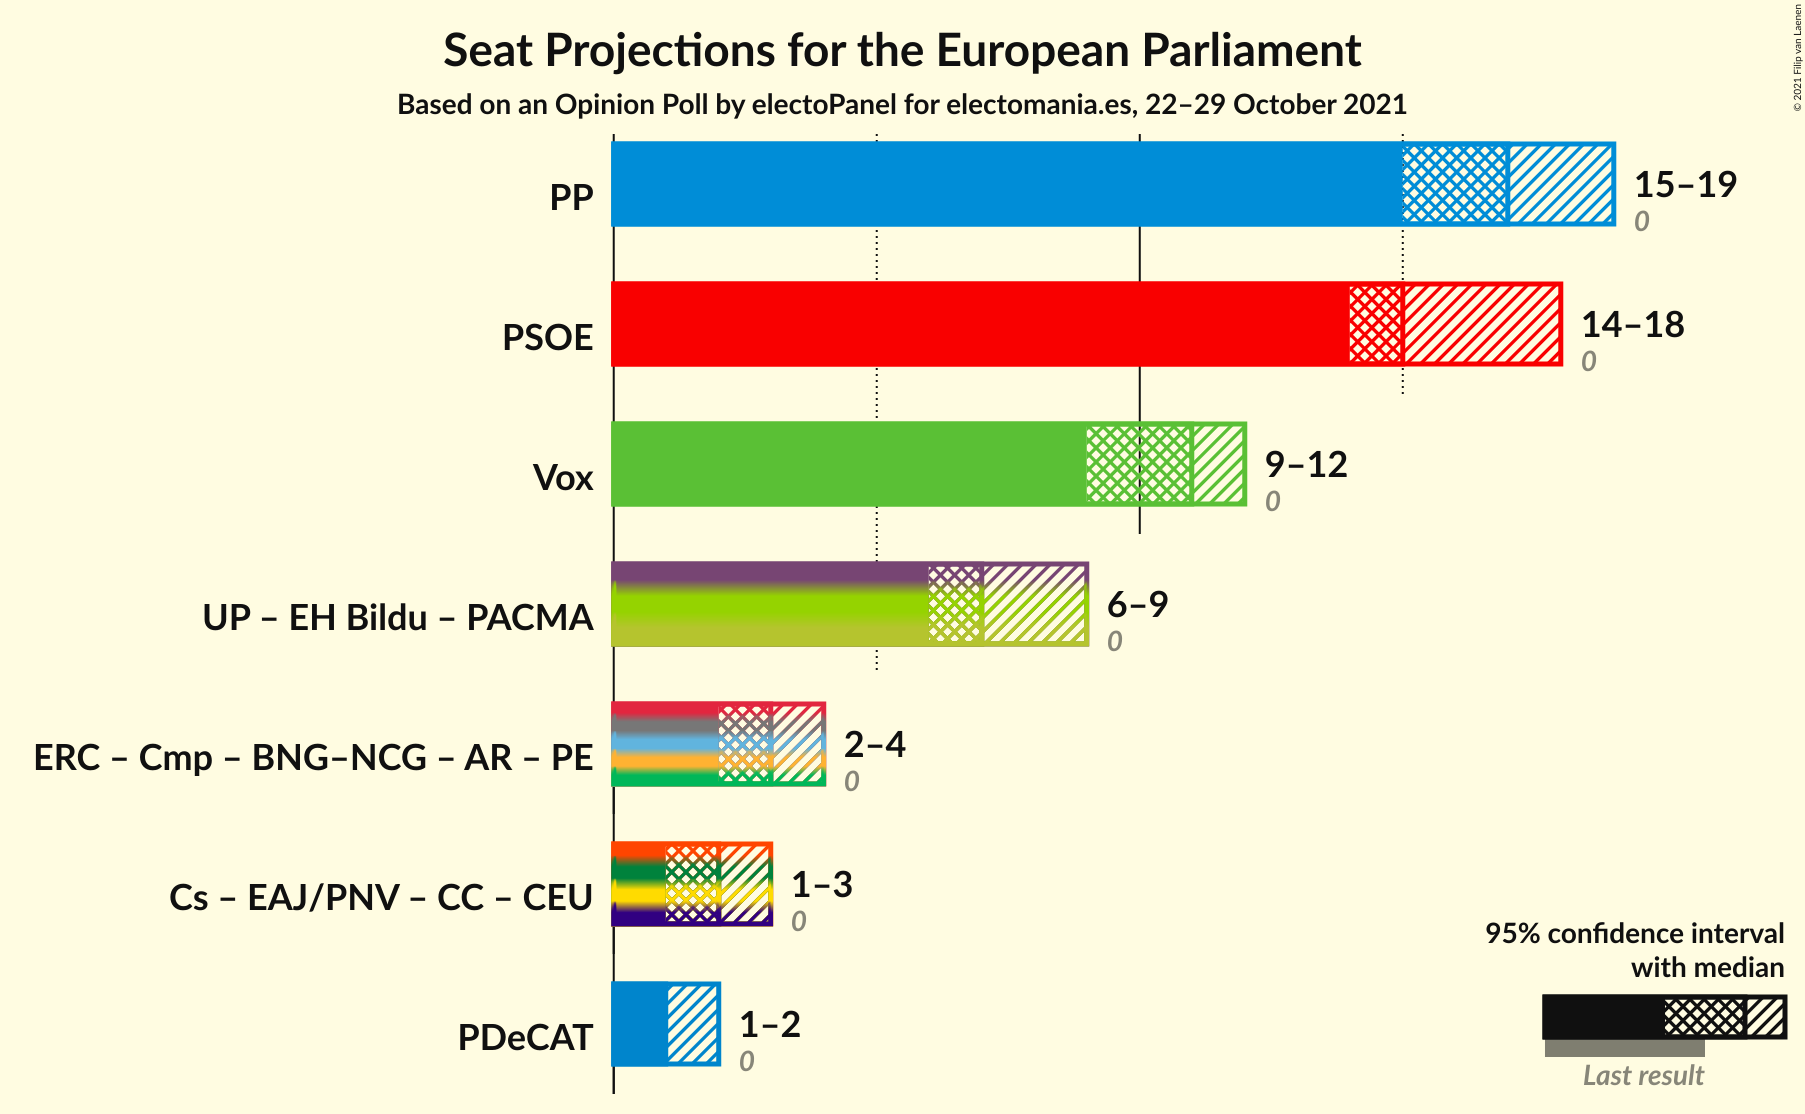 Seat Projections for the European Parliament
Based on an Opinion Poll by electoPanel for electomania.es, 22–29 October 2021
© 2021 Filip van Laenen
PP
15–19
0
PSOE
14–18
0
Vox
9–12
0
UP – EH Bildu – PACMA
6–9
0
ERC – Cmp – BNG–NCG – AR – PE
2–4
0
Cs – EAJ/PNV – CC – CEU
1–3
0
PDeCAT
1–2
0
95% confidence interval
with median
Last result